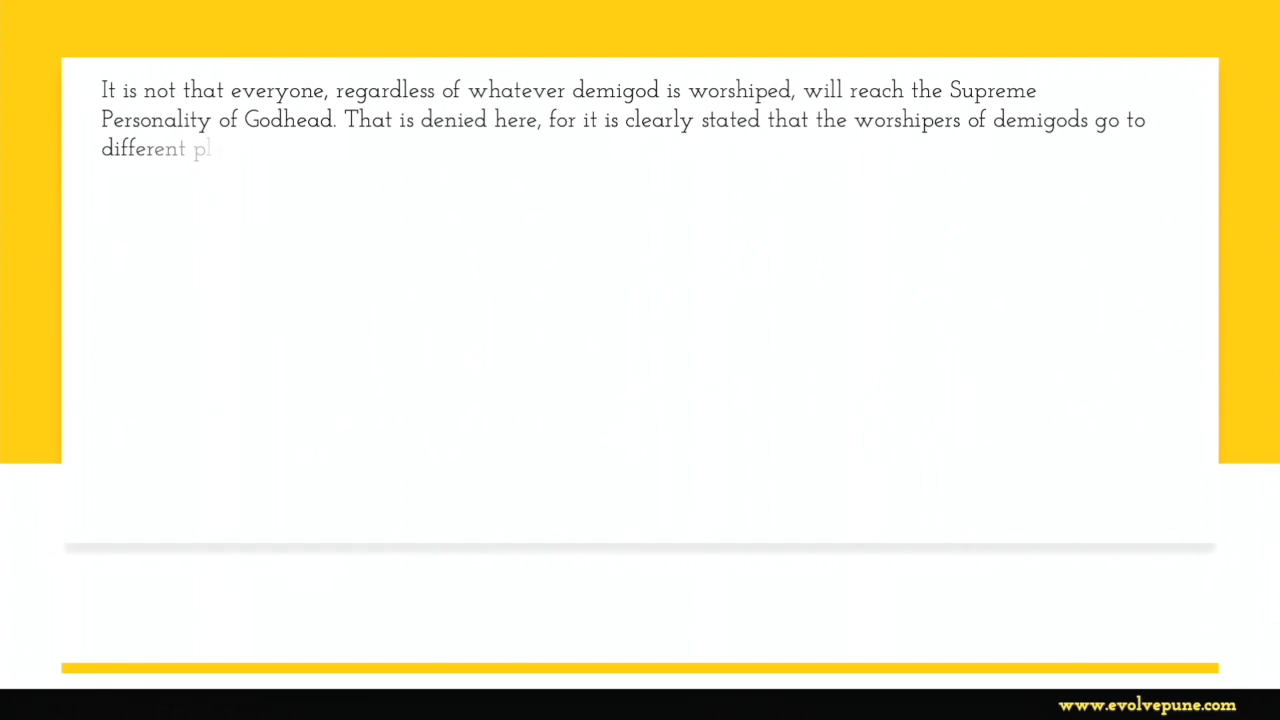 It is not that everyone, regardless of whatever demigod is worshiped, will reach the Supreme
Personality of Godhead. That is denied here, for it is clearly stated that the worshipers of demigods go to
different
www.evolvepune.com